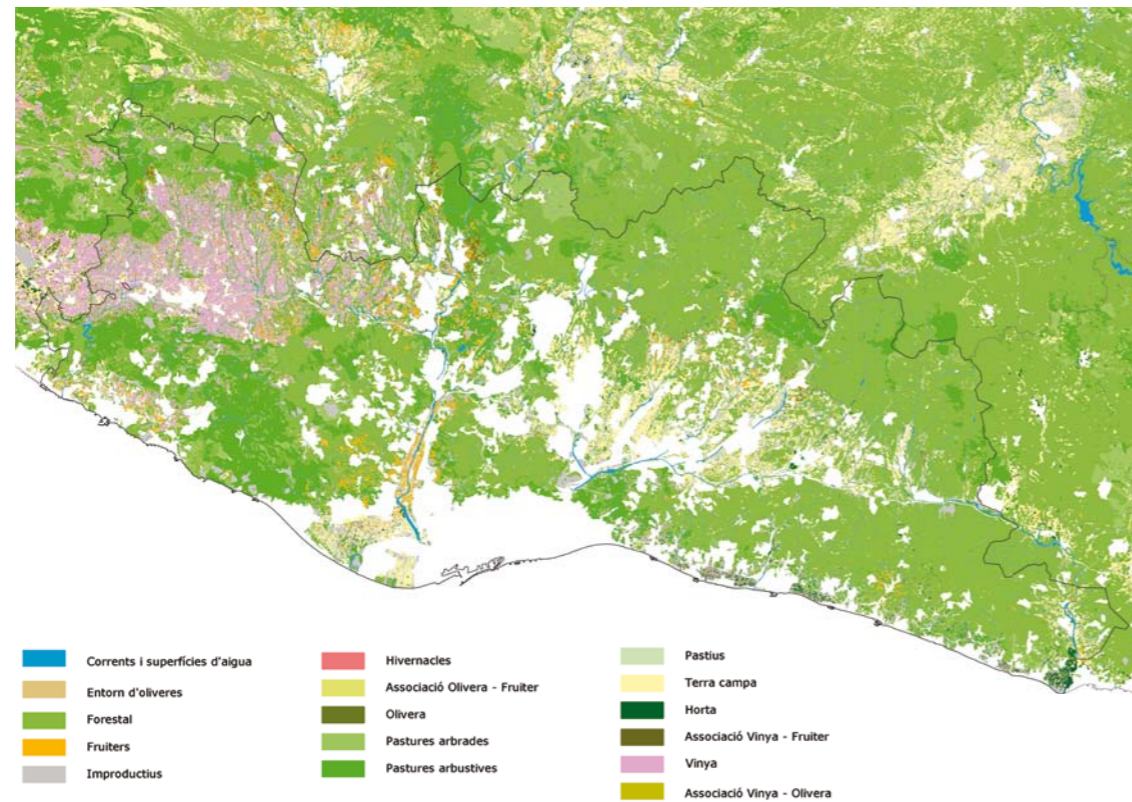 Corrents i superfícies d'aigua
Entorn d'oliveres
Forestal
Fruiters
Improductius
Hivernacles
Associació Olivera - Fruiter
Olivera
Pastures arbrades
Pastures arbustives
Pastius
Terra campa
Horta
Associació Vinya - Fruiter
Vinya
Associació Vinya - Olivera